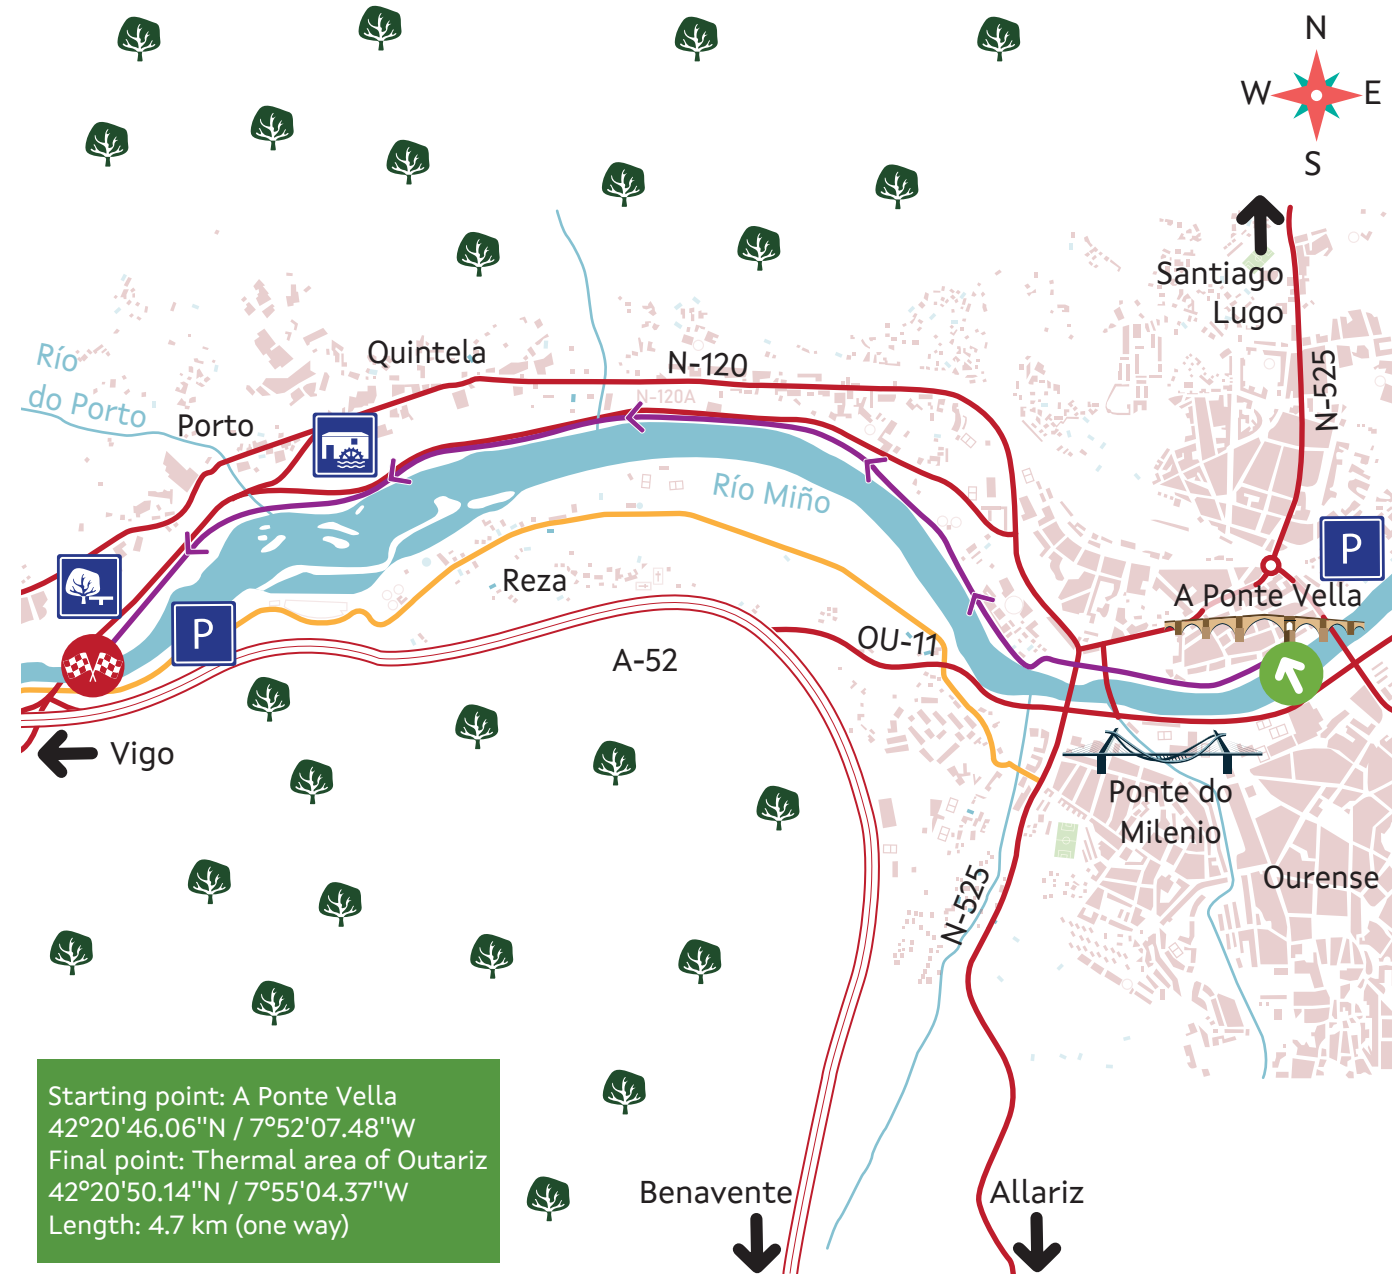 N
W
E
S
Santiago
Lugo
N-525
Río
do Porto
Quintela
N-120
N-120A
Porto
Río Miño
P
A Ponte Vella
Reza
P
OU-11
A-52
Vigo
Ponte do
Milenio
Ourense
N-525
Starting point: A Ponte Vella
42°20'46.06''N / 7°52'07.48''W
Final point: Thermal area of Outariz
42°20'50.14''N / 7°55'04.37''W
Length: 4.7 km (one way)
Benavente
Allariz